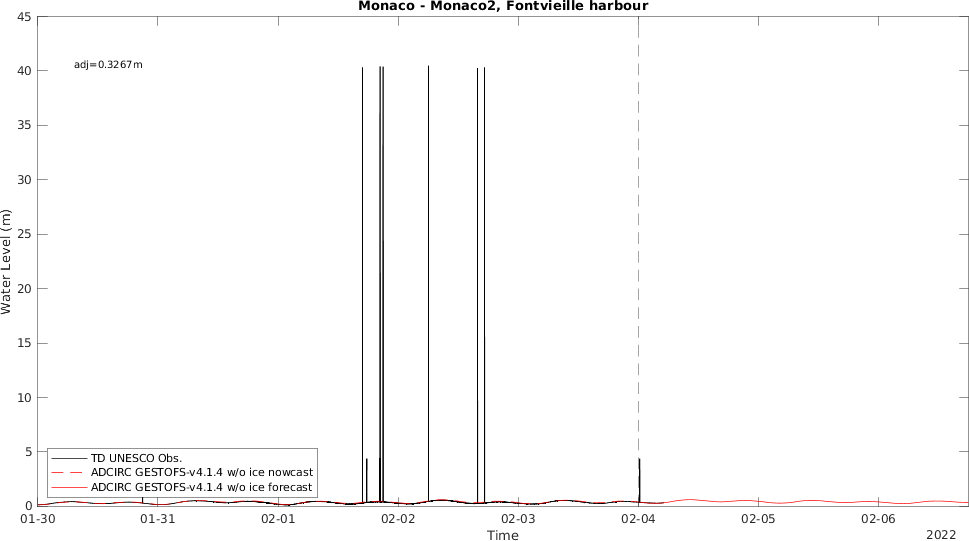 Monaco - Monaco2, Fontvieille harbour
45
40
35
30
25
20
15
10
5
0
Water Level (m)
adj=0.3267m
TD UNESCO Obs.
ADCIRC GESTOFS-v4.1.4 w/o ice nowcast
ADCIRC GESTOFS-v4.1.4 w/o ice forecast
01-30 01-31 02-01 02-02 02-03 02-04 02-05 02-06
Time
2022